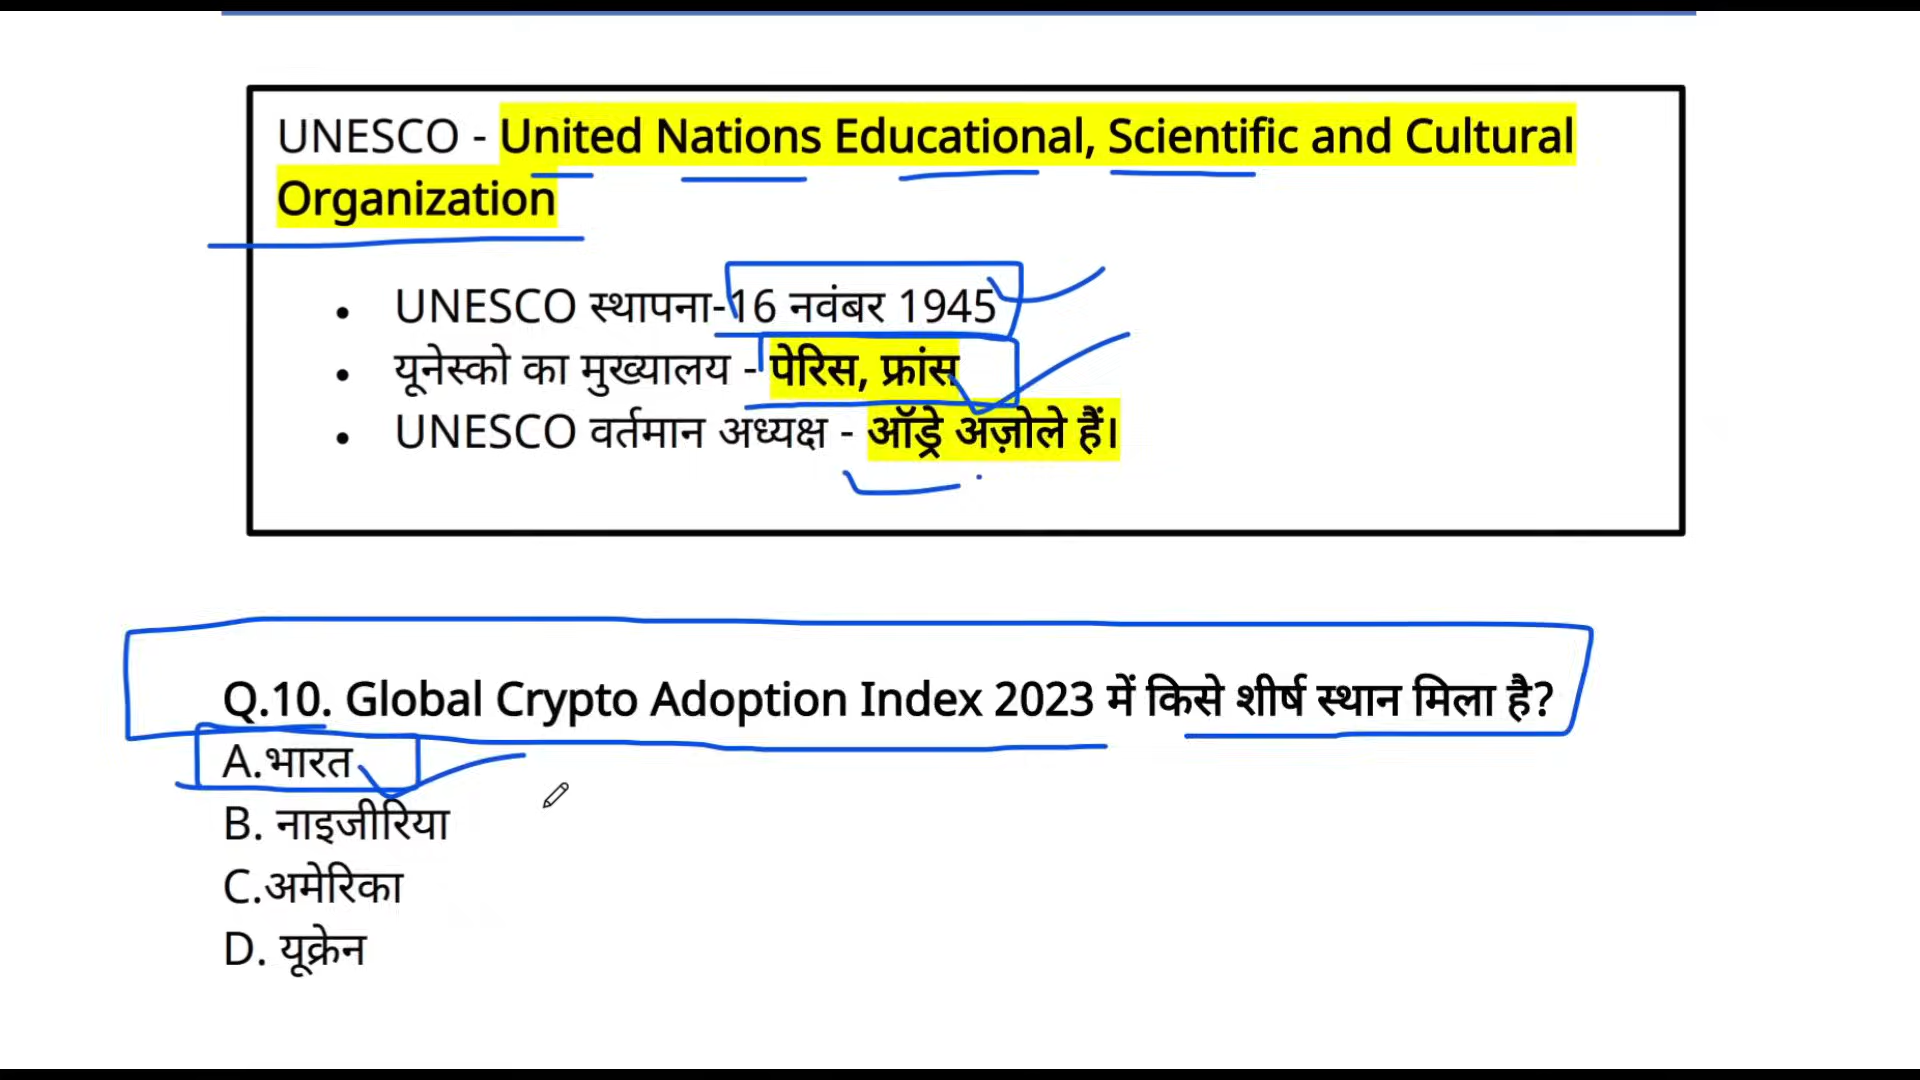 UNESCO - United Nations Educational, Scientific and Cultural
Organization
• UNESCO स्थापना-16 नवंबर 1945
• यूनेस्को का मुख्यालय - पेरिस, फ्रांस
• UNESCO वर्तमान अध्यक्ष - ऑड्रे अज़ोले हैं।
Q.10. Global Crypto Adoption Index 2023 में किसे शीर्ष स्थान मिला है?
A.भारत
B. नाइजीरिया
C.अमेरिका
D. यूक्रेन